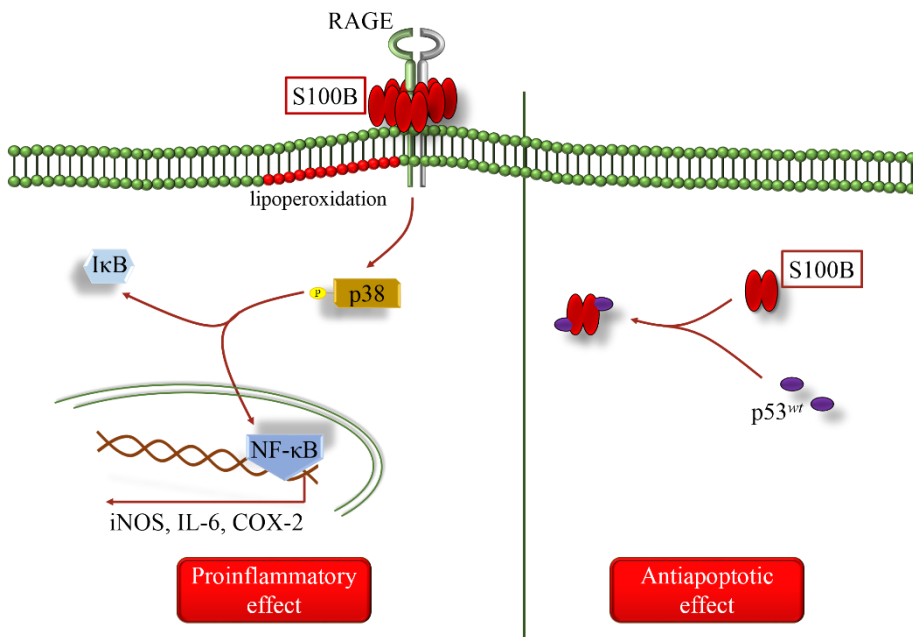 RAGE
S100B
lipoperoxidation
IκB
P
p38
NF-κB
iNOS, IL-6, COX-2
Proinflammatory
effect
S100B
p53wt
Antiapoptotic
effect